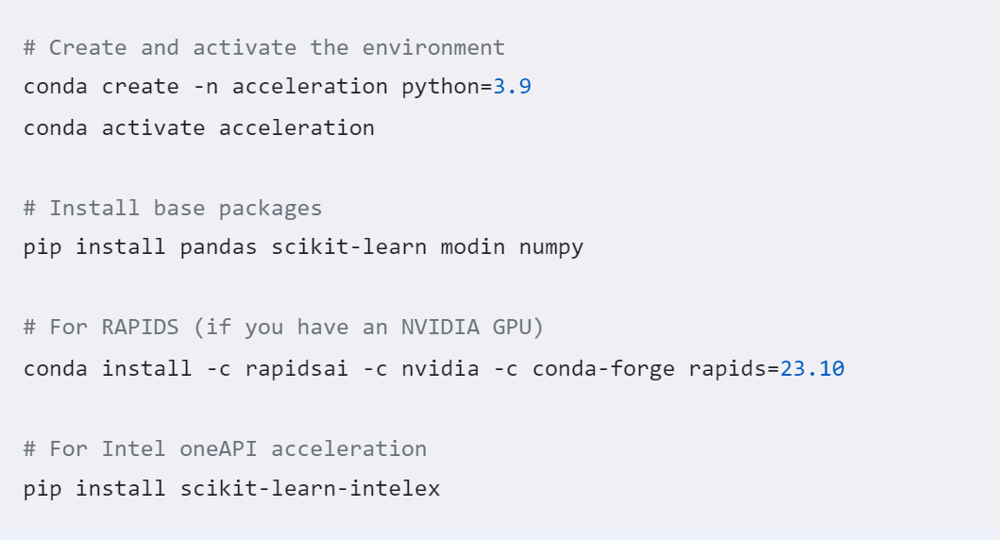 # Create and activate the environment
conda create -n acceleration python=3.9
conda activate acceleration
# Install base packages
pip install pandas scikit-learn modin numpy
# For RAPIDS (if you have an NVIDIA GPU)
conda install -c rapidsai -c nvidia -c conda-forge rapids=23.10
# For Intel oneAPI acceleration
pip install scikit-learn-intelex